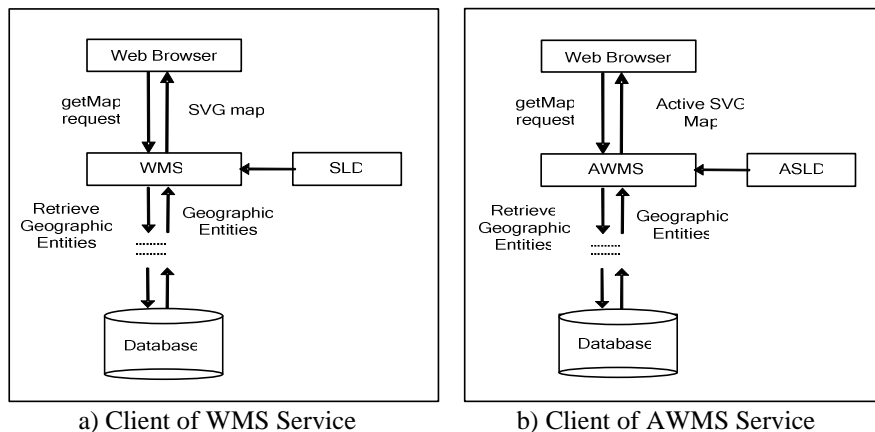 Web Browser
getMap
request
SVG map
WMS
SLD
Retrieve
Geographic
Entities
Geographic
Entities
Database
a) Client of WMS Service
Web Browser
getMap
request
Active SVG
Map
AWMS
ASLD
Retrieve
Geographic
Entities
Geographic
Entities
Database
b) Client of AWMS Service